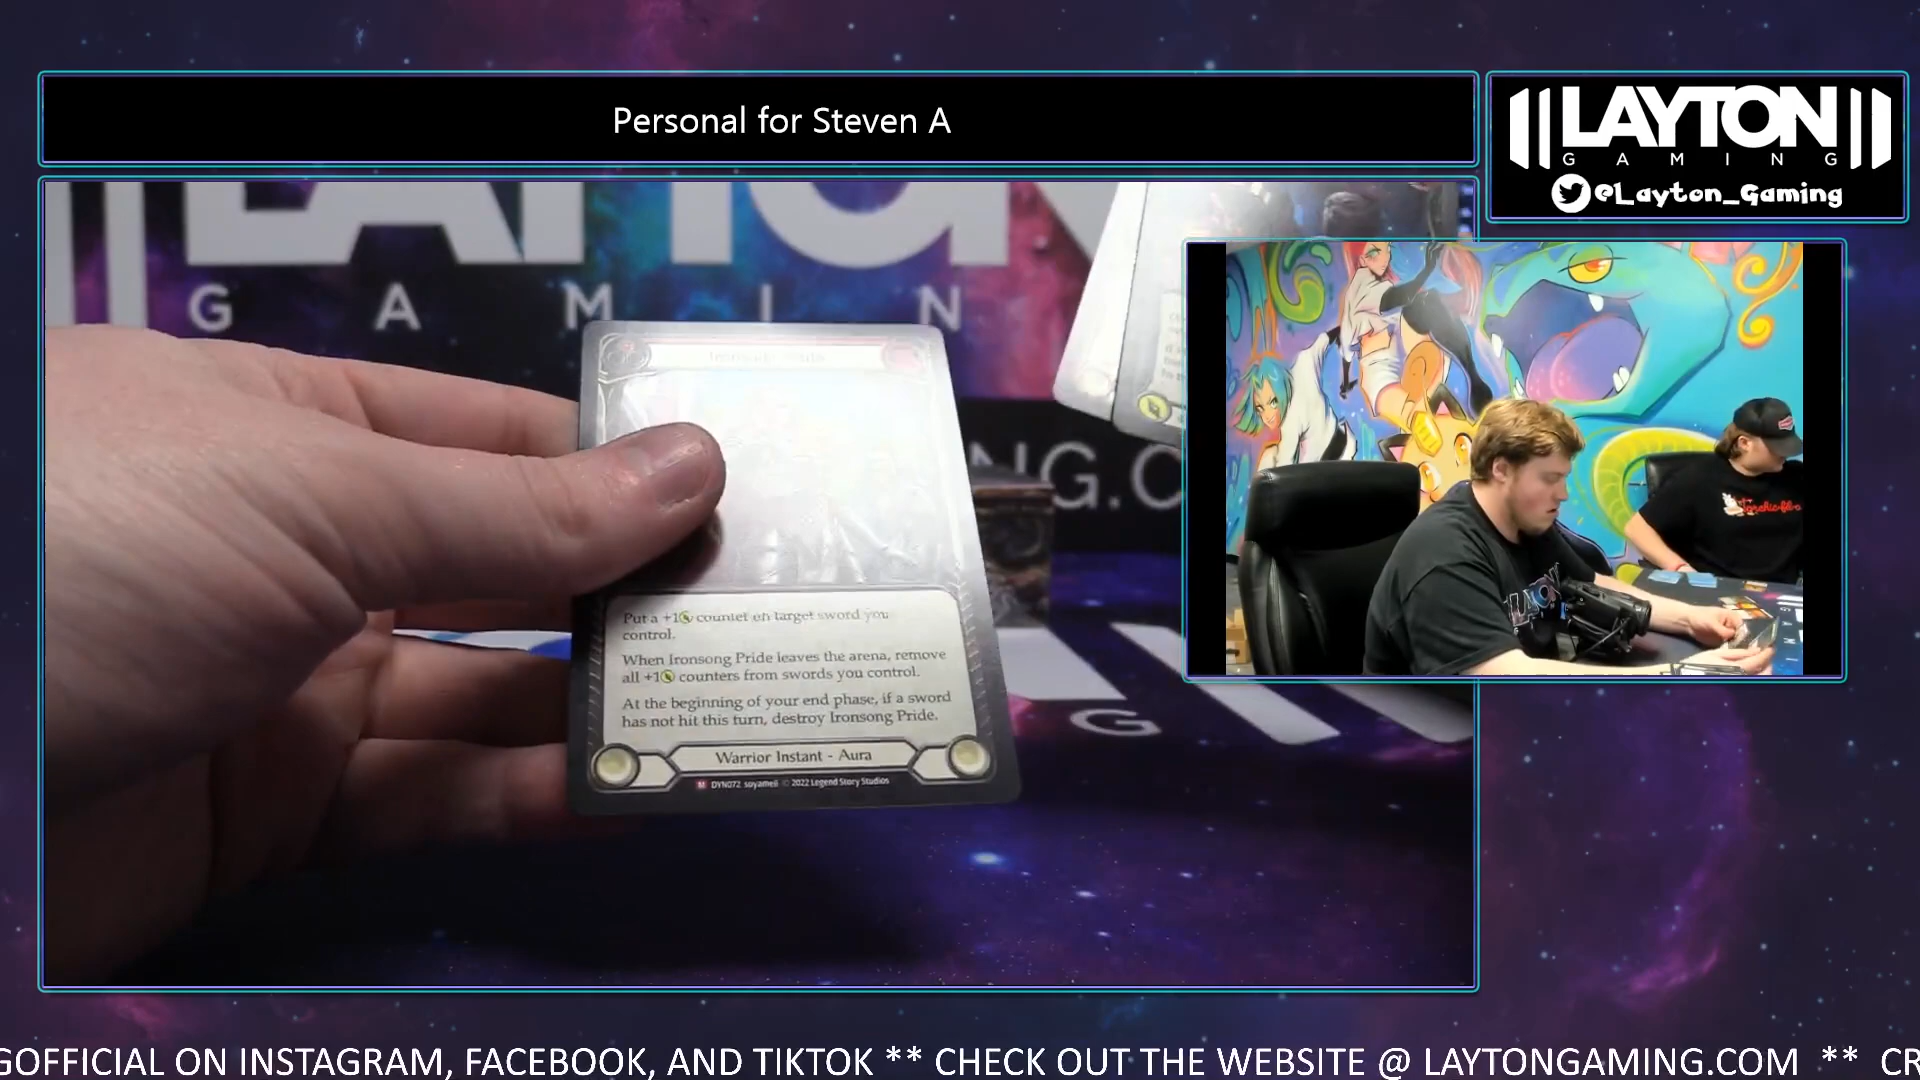 Personal for Steven A
LAYTON
GAMING
@Layton_Gaming
GAMIN
NG.C
G
Put a +1 counter on target sword you
control.
When Ironsong Pride leaves the arena, remove
all +1 counters from swords you control.
At the beginning of your end phase, if a sword
has not hit this turn, destroy Ironsong Pride.
Warrior Instant - Aura
M DYN072 soyameii © 2022 Legend Story Studios
GOFFICIAL ON INSTAGRAM, FACEBOOK, AND TIKTOK ** CHECK OUT THE WEBSITE @ LAYTONGAMING.COM ** CR